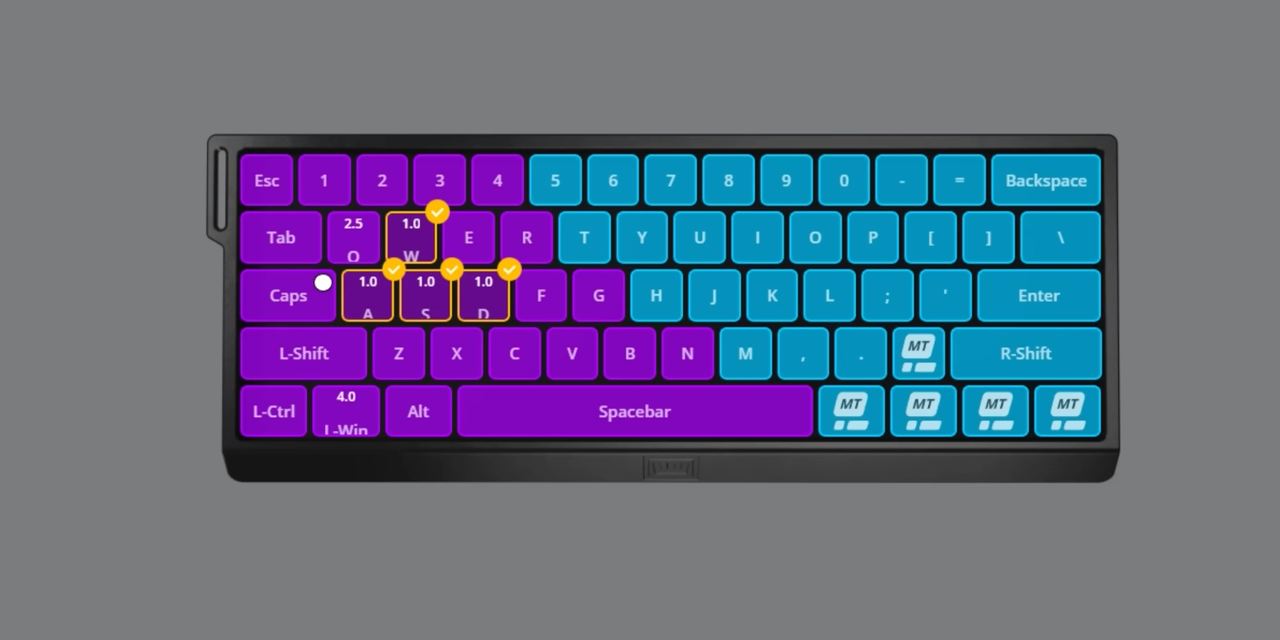 Esc 1 2 3 4 5 6 7 8 9 0 - = Backspace
Tab 2.5 Q 1.0 W E R T Y U I O P [ ] \
Caps 1.0 A 1.0 S 1.0 D F G H J K L ; ' Enter
L-Shift Z X C V B N M , . MT R-Shift
L-Ctrl 4.0 L-Win Alt Spacebar MT MT MT MT